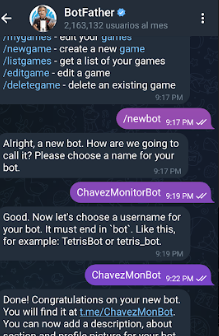 BotFather
2,163,132 usuarios al mes
/mygames - edit your games
/newgame - create a new game
/listgames - get a list of your games
/editgame - edit a game
/deletegame - delete an existing game
9:17 PM
/newbot 9:17 PM
Alright, a new bot. How are we going to
call it? Please choose a name for your
bot.
9:17 PM
ChavezMonitorBot 9:19 PM
Good. Now let's choose a username
for your bot. It must end in `bot`. Like this,
for example: TetrisBot or tetris_bot.
9:19 PM
ChavezMonBot 9:22 PM
Done! Congratulations on your new bot.
You will find it at t.me/ChavezMonBot.
You can now add a description, about
section and profile picture for your bot